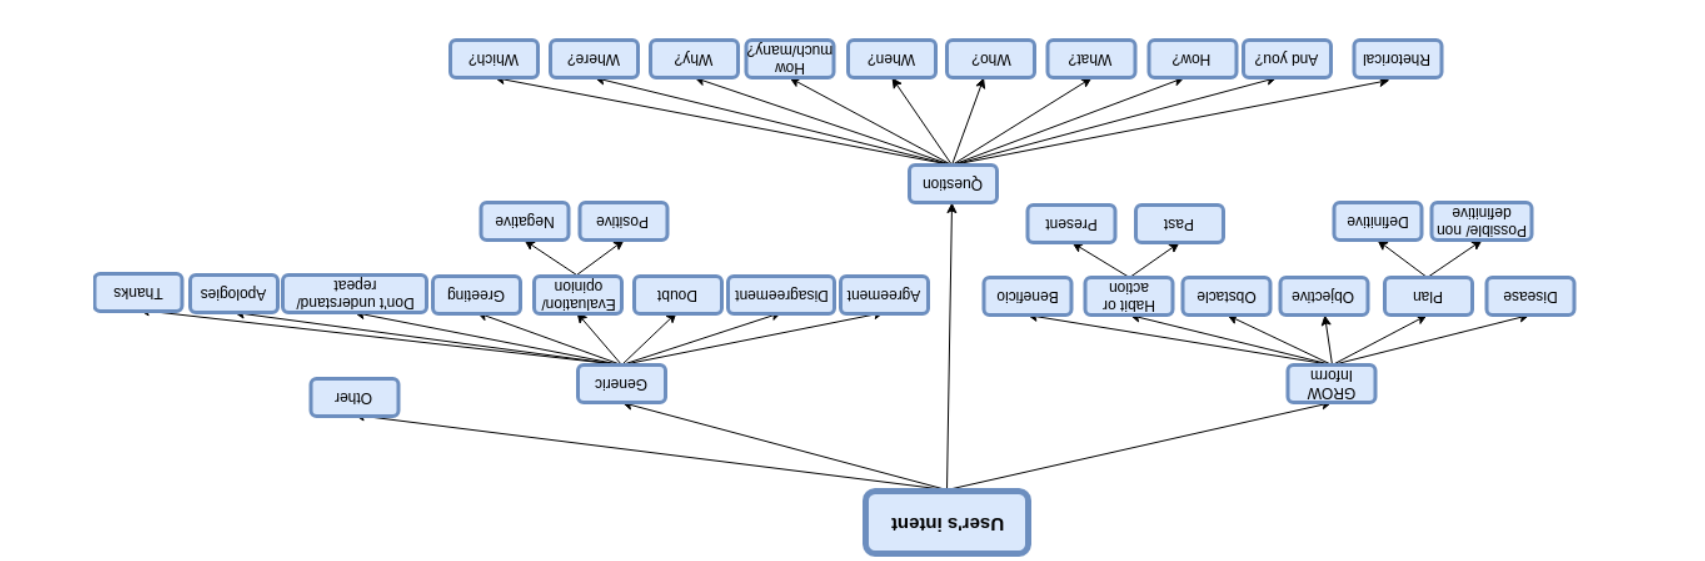 User's intent
GROW
Inform
Generic
Other
Disease
Plan
Objective
Obstacle
Habit or
action
Beneficio
Agreement
Disagreement
Doubt
Evaluation/
opinion
Greeting
Don't understand/
repeat
Apologies
Thanks
Possible/ non
definitive
Definitive
Past
Present
Positive
Negative
Question
Rhetorical
And you?
How?
What?
Who?
When?
How
much/many?
Why?
Where?
Which?